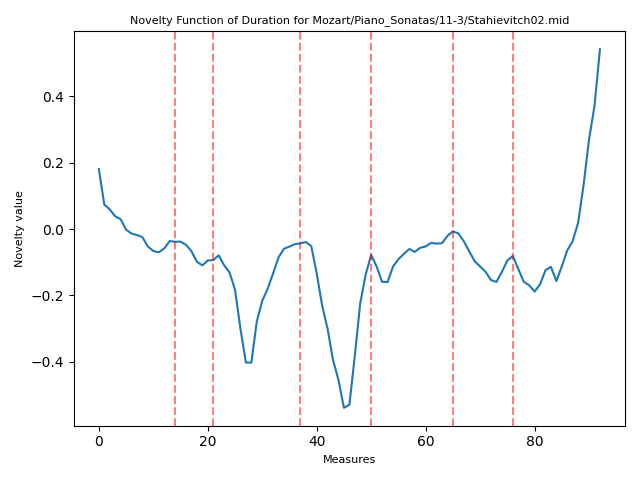 Novelty Function of Duration for Mozart/Piano_Sonatas/11-3/Stahievitch02.mid
0.4
0.2
0.0
−0.2
−0.4
0 20 40 60 80
Novelty value
Measures